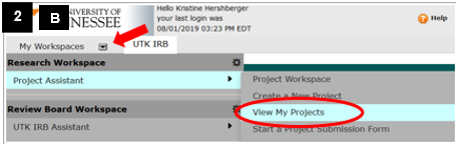 2 B
UNIVERSITY OF
TENNESSEE
Hello Kristine Hershberger
your last login was
08/01/2019 03:23 PM EDT
? Help
My Workspaces
UTK IRB
Research Workspace
Project Assistant
Project Workspace
Create a New Project
View My Projects
Review Board Workspace
UTK IRB Assistant
Start a Project Submission Form